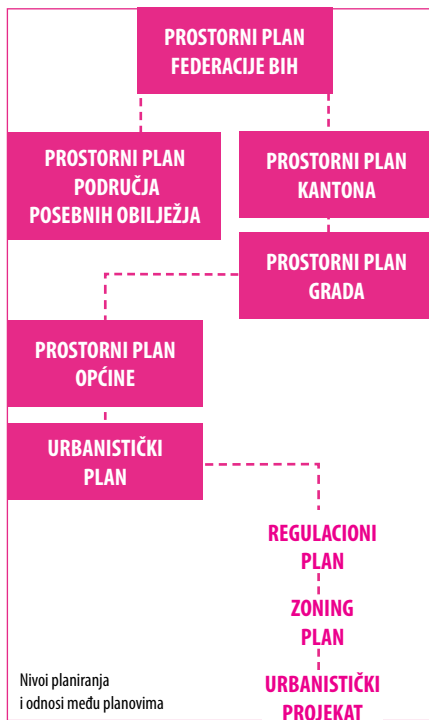 PROSTORNI PLAN
FEDERACIJE BIH
PROSTORNI PLAN
PODRUČJA
POSEBNIH OBILJEŽJA
PROSTORNI PLAN
KANTONA
PROSTORNI PLAN
GRADA
PROSTORNI PLAN
OPĆINE
URBANISTIČKI
PLAN
REGULACIONI
PLAN
ZONING
PLAN
URBANISTIČKI
PROJEKAT
Nivoi planiranja
i odnosi među planovima